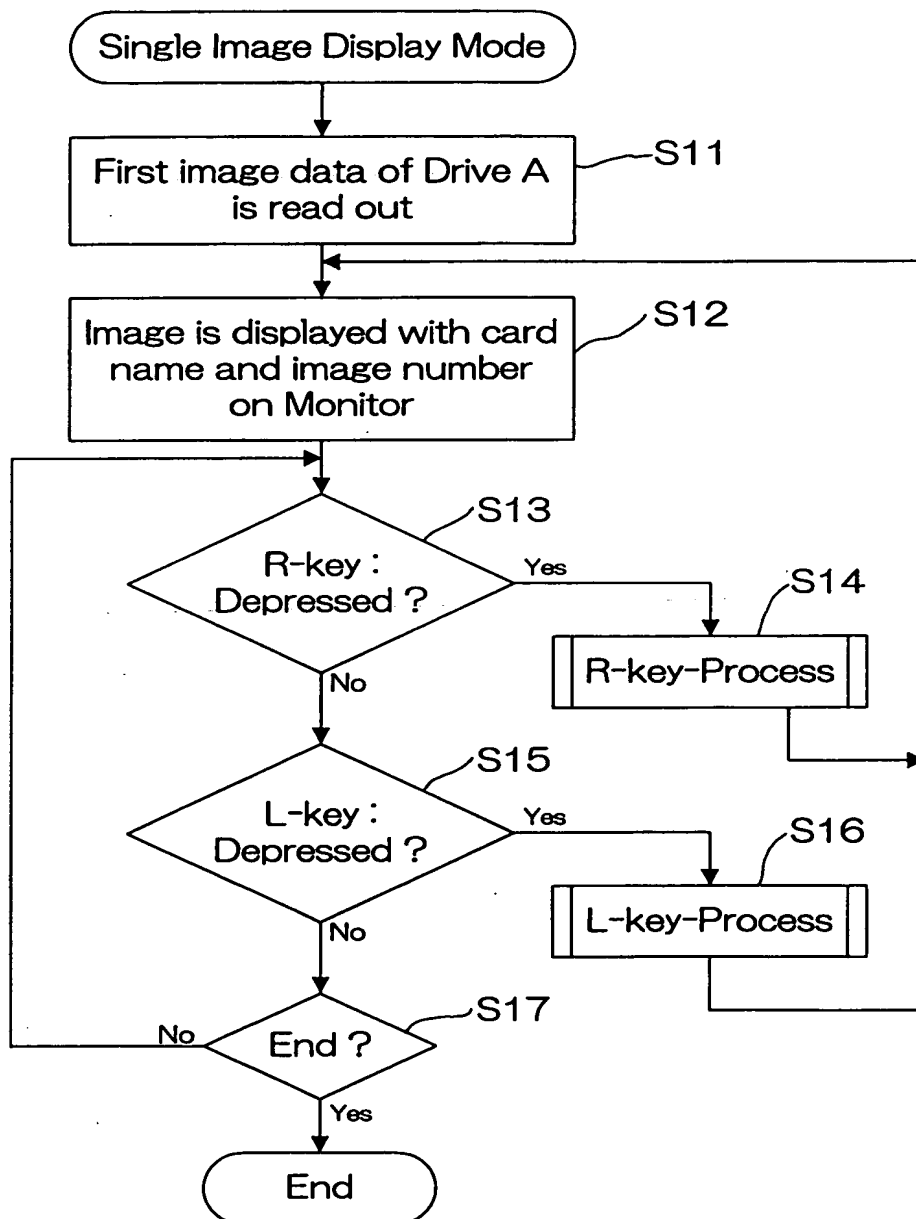 Single Image Display Mode
S11
First image data of Drive A
is read out
S12
Image is displayed with card
name and image number
on Monitor
S13
R-key :
Depressed ?
Yes
S14
R-key-Process
No
S15
L-key :
Depressed ?
Yes
S16
L-key-Process
No
S17
End ?
No
Yes
End